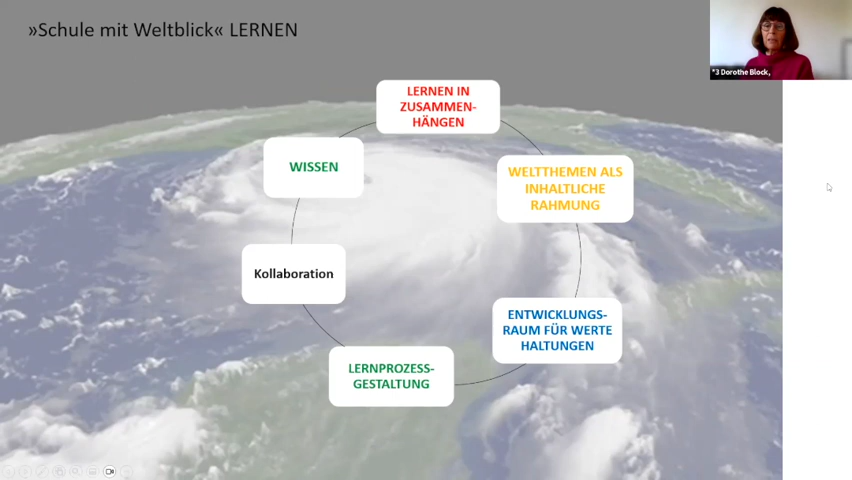 »Schule mit Weltblick« LERNEN
*3 Dorothe Block,
LERNEN IN
ZUSAMMEN-
HÄNGEN
WISSEN
WELTTHEMEN ALS
INHALTLICHE
RAHMUNG
Kollaboration
ENTWICKLUNGS-
RAUM FÜR WERTE
HALTUNGEN
LERNPROZESS-
GESTALTUNG